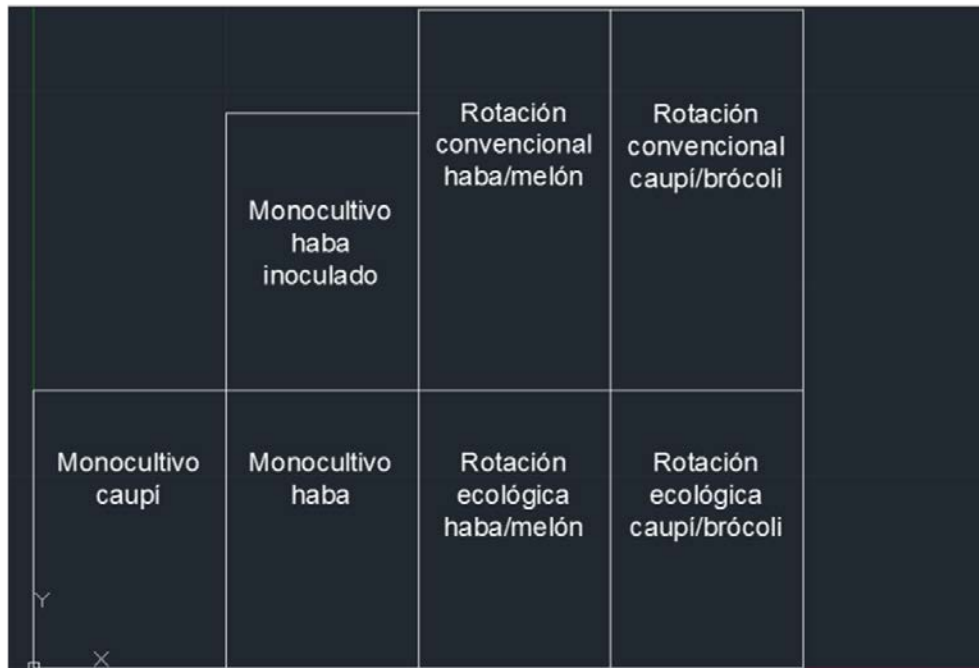 Rotación
convencional
haba/melón
Rotación
convencional
caupí/brócoli
Monocultivo
haba
inoculado
Monocultivo
caupí
Monocultivo
haba
Rotación
ecológica
haba/melón
Rotación
ecológica
caupí/brócoli
Y
X